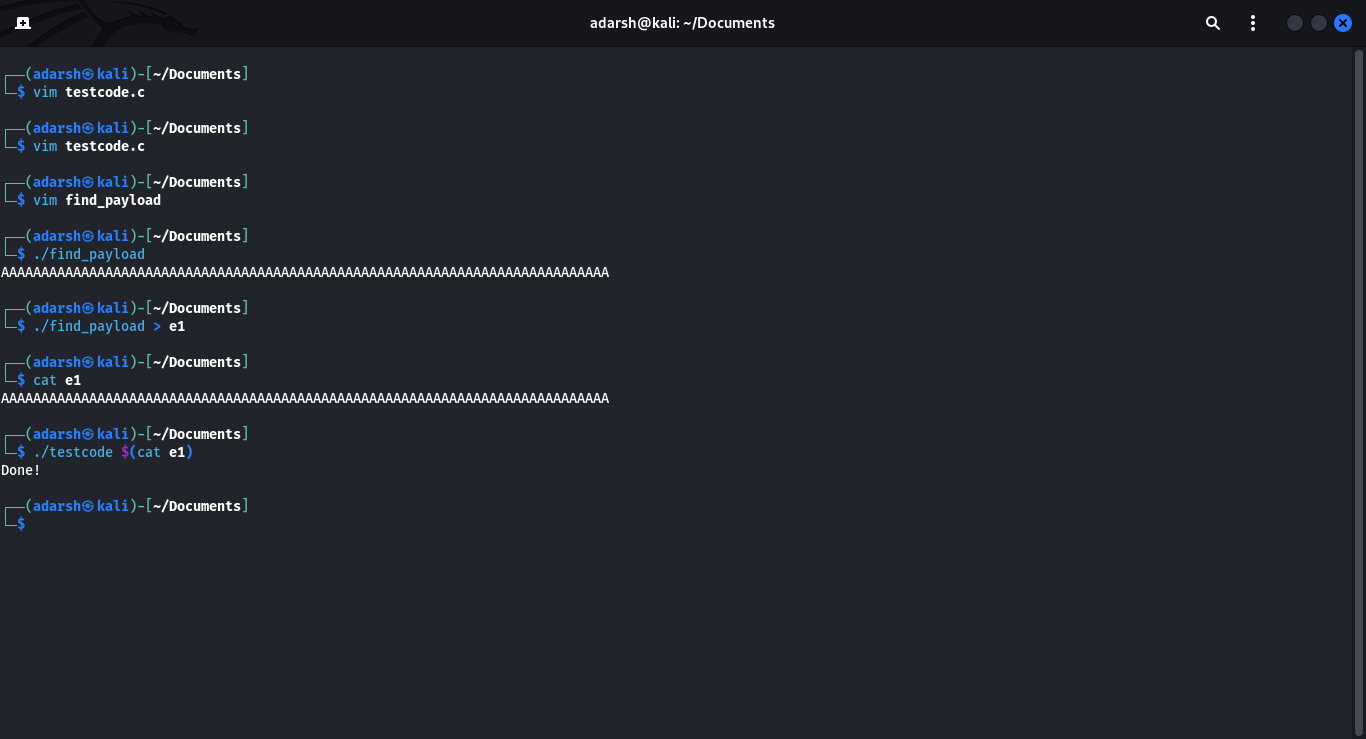 adarsh@kali: ~/Documents
┌──(adarsh㉿kali)-[~/Documents]
└─$ vim testcode.c
┌──(adarsh㉿kali)-[~/Documents]
└─$ vim testcode.c
┌──(adarsh㉿kali)-[~/Documents]
└─$ vim find_payload
┌──(adarsh㉿kali)-[~/Documents]
└─$ ./find_payload
AAAAAAAAAAAAAAAAAAAAAAAAAAAAAAAAAAAAAAAAAAAAAAAAAAAAAAAAAAAAAAAAAAAAAAAAAAAA
┌──(adarsh㉿kali)-[~/Documents]
└─$ ./find_payload > e1
┌──(adarsh㉿kali)-[~/Documents]
└─$ cat e1
AAAAAAAAAAAAAAAAAAAAAAAAAAAAAAAAAAAAAAAAAAAAAAAAAAAAAAAAAAAAAAAAAAAAAAAAAAAA
┌──(adarsh㉿kali)-[~/Documents]
└─$ ./testcode $(cat e1)
Done!
┌──(adarsh㉿kali)-[~/Documents]
└─$